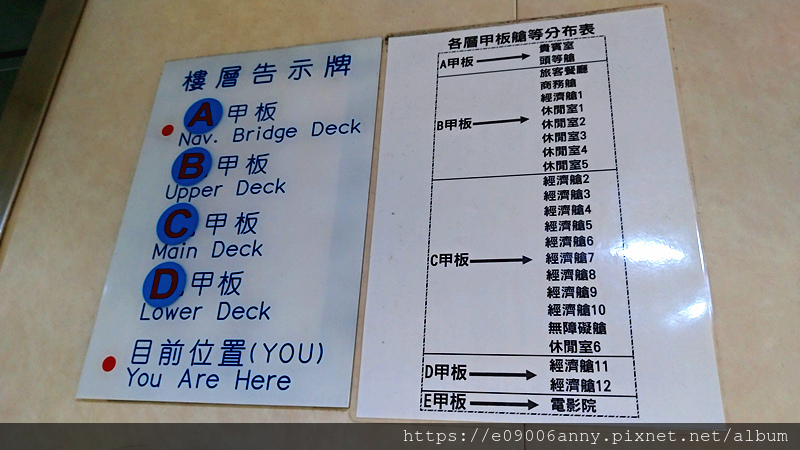 樓層告示牌
A 甲板
Nav. Bridge Deck
B 甲板
Upper Deck
C 甲板
Main Deck
D 甲板
Lower Deck
目前位置(YOU)
You Are Here
各層甲板艙等分布表
A甲板
貴賓室
頭等艙
B甲板
旅客餐廳
商務艙
經濟艙1
休閒室1
休閒室2
休閒室3
休閒室4
休閒室5
C甲板
經濟艙2
經濟艙3
經濟艙4
經濟艙5
經濟艙6
經濟艙7
經濟艙8
經濟艙9
經濟艙10
無障礙艙
休閒室6
D甲板
經濟艙11
經濟艙12
E甲板
電影院
https://e09006anny.pixnet.net/album